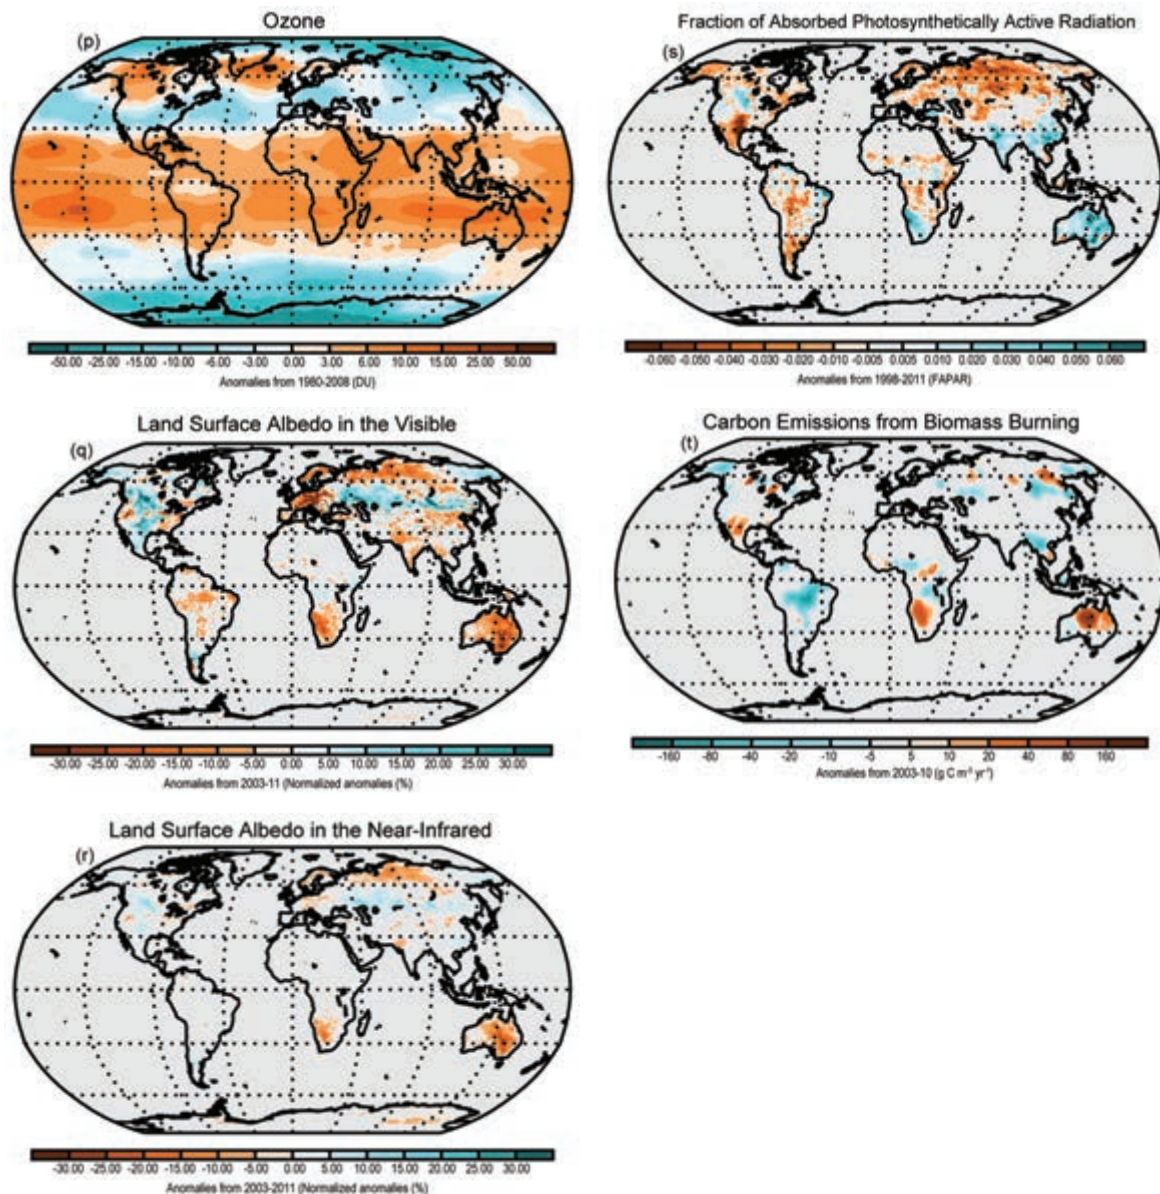 Ozone
(p)
-50.00 -25.00 -15.00 -10.00 -6.00 -3.00 0.00 3.00 6.00 10.00 15.00 25.00 50.00
Anomalies from 1980-2008 (DU)
Land Surface Albedo in the Visible
(q)
-30.00 -25.00 -20.00 -15.00 -10.00 -5.00 0.00 5.00 10.00 15.00 20.00 25.00 30.00
Anomalies from 2003-11 (Normalized anomalies (%)
Land Surface Albedo in the Near-Infrared
(r)
-30.00 -25.00 -20.00 -15.00 -10.00 -5.00 0.00 5.00 10.00 15.00 20.00 25.00 30.00
Anomalies from 2003-2011 (Normalized anomalies (%)
Fraction of Absorbed Photosynthetically Active Radiation
(s)
-0.060 -0.050 -0.040 -0.030 -0.020 -0.010 -0.005 0.005 0.010 0.020 0.030 0.040 0.050 0.060
Anomalies from 1998-2011 (FAPAR)
Carbon Emissions from Biomass Burning
(t)
-160 -80 -40 -20 -10 -5 5 10 20 40 80 160
Anomalies from 2003-10 (g C m⁻² yr⁻¹)